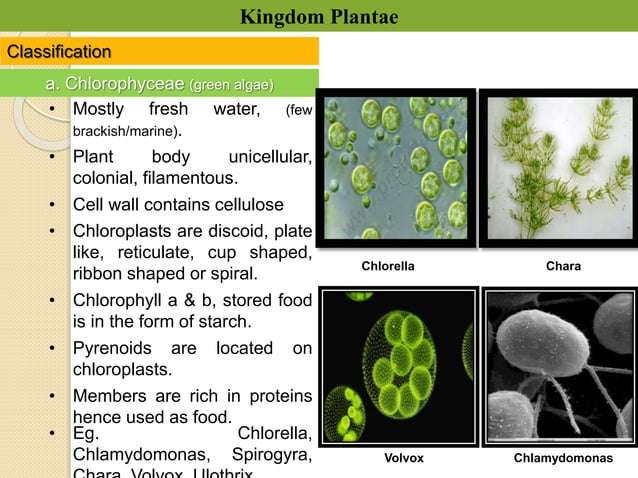 Kingdom Plantae
Classification
a. Chlorophyceae (green algae)
• Mostly fresh water, (few
brackish/marine).
• Plant body unicellular,
colonial, filamentous.
• Cell wall contains cellulose
• Chloroplasts are discoid, plate
like, reticulate, cup shaped,
ribbon shaped or spiral.
• Chlorophyll a & b, stored food
is in the form of starch.
• Pyrenoids are located on
chloroplasts.
• Members are rich in proteins
hence used as food.
• Eg. Chlorella,
Chlamydomonas, Spirogyra,
Chara, Volvox, Ulothrix
Chlorella
Chara
Volvox
Chlamydomonas